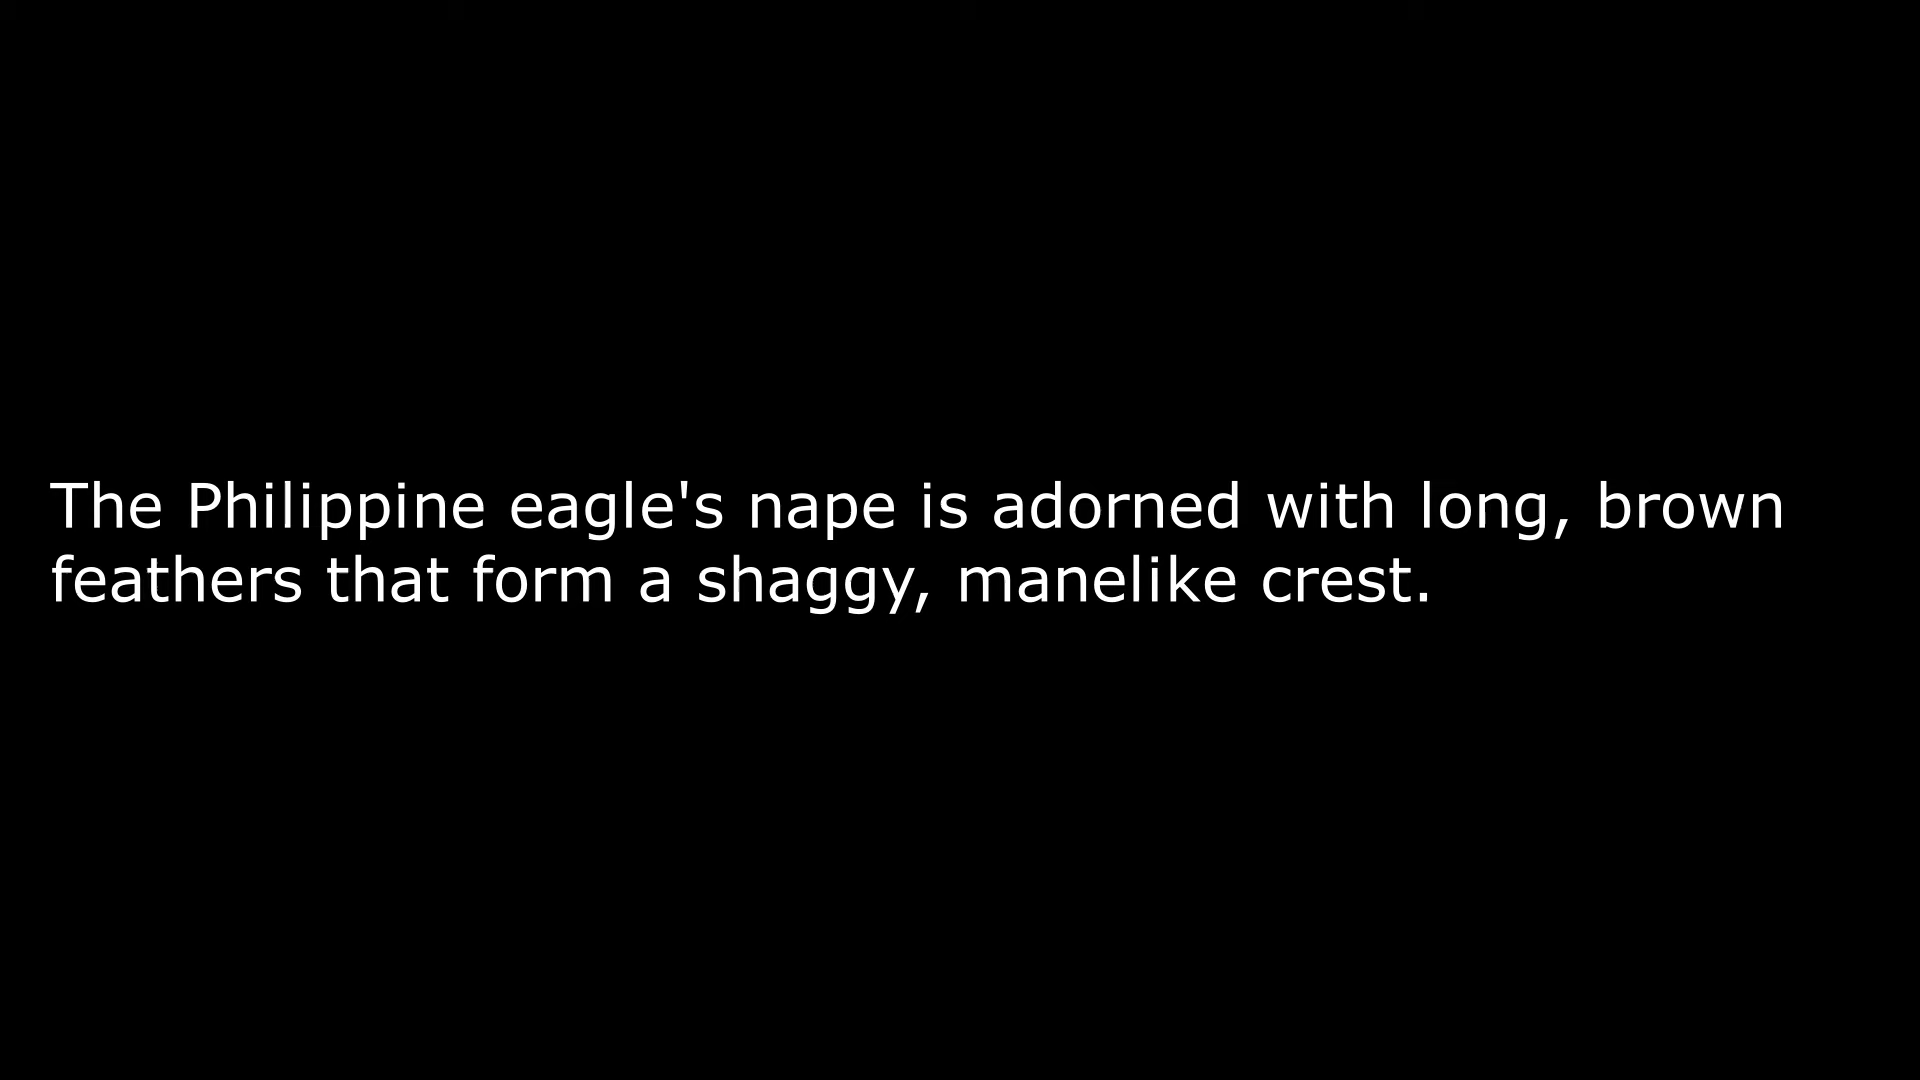 The Philippine eagle's nape is adorned with long, brown
feathers that form a shaggy, manelike crest.